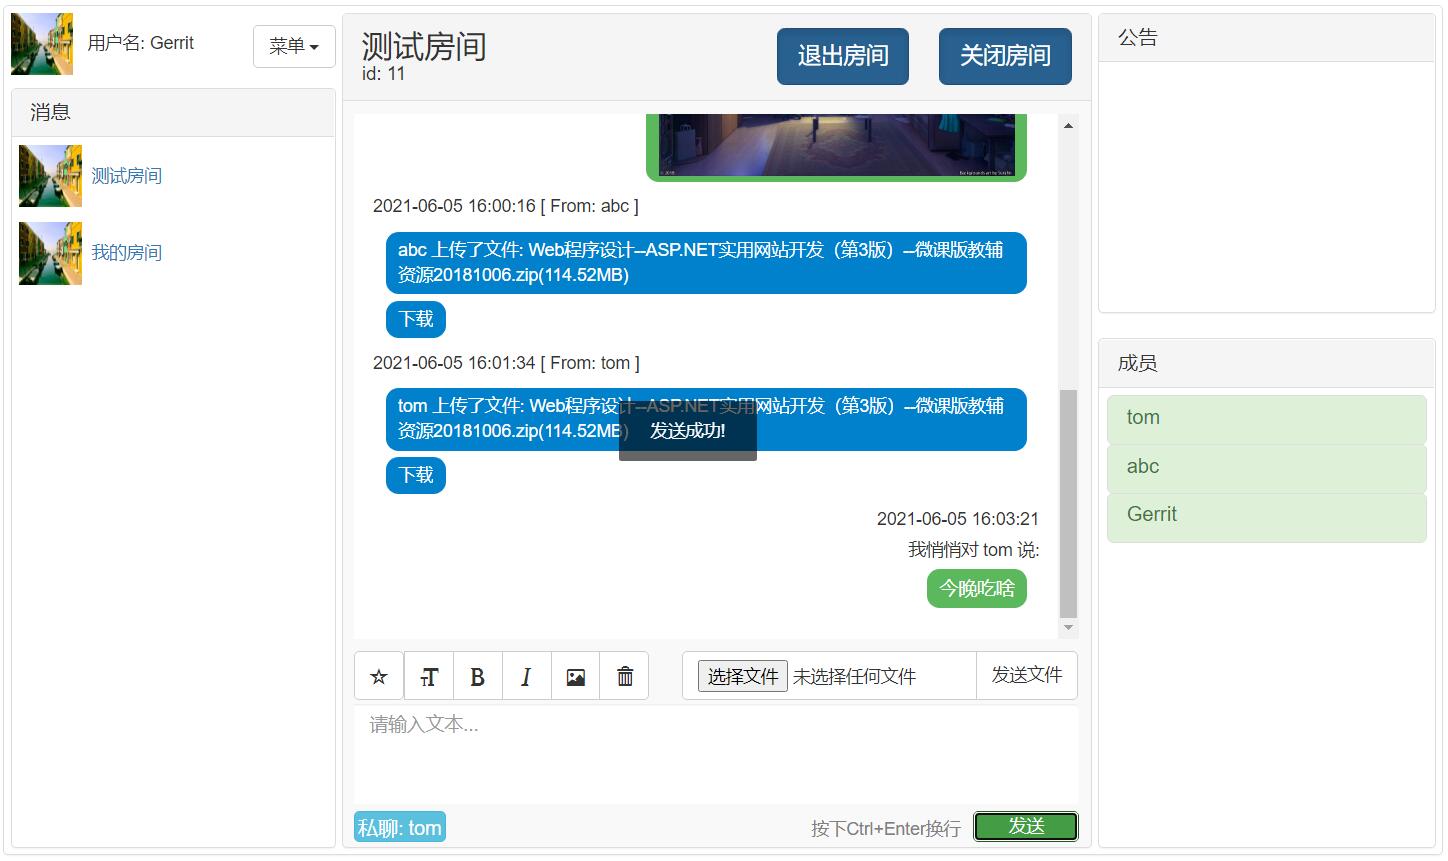 用户名: Gerrit
菜单
消息
测试房间
我的房间
测试房间
id: 11
退出房间
关闭房间
2021-06-05 16:00:16 [ From: abc ]
abc 上传了文件: Web程序设计--ASP.NET实用网站开发（第3版）--微课版教辅
资源20181006.zip(114.52MB)
下载
2021-06-05 16:01:34 [ From: tom ]
tom 上传了文件: Web程序设计--ASP.NET实用网站开发（第3版）--微课版教辅
资源20181006.zip(114.52MB)
发送成功!
下载
2021-06-05 16:03:21
我悄悄对 tom 说:
今晚吃啥
选择文件 未选择任何文件
发送文件
请输入文本...
私聊: tom
按下Ctrl+Enter换行
发送
公告
成员
tom
abc
Gerrit